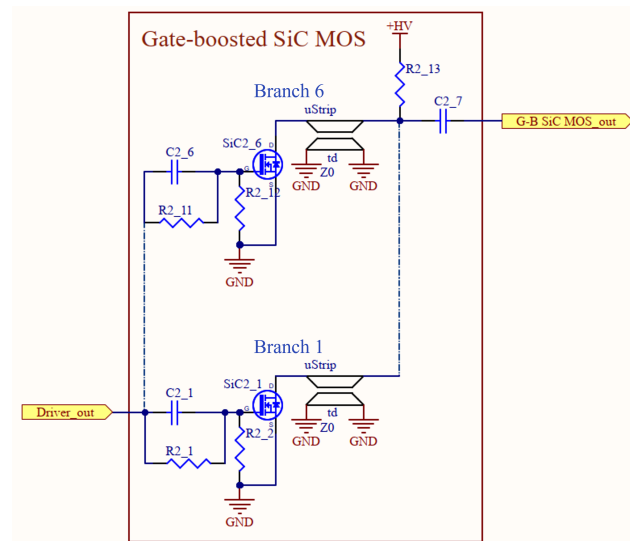 Gate-boosted SiC MOS
+HV
R2_13
Branch 6
uStrip
C2_7
G-B SiC MOS_out
SiC2_6
D
G
S
C2_6
td
Z0
GND
GND
R2_12
R2_11
GND
Branch 1
uStrip
SiC2_1
D
G
S
C2_1
Driver_out
td
Z0
GND
GND
R2_2
R2_1
GND